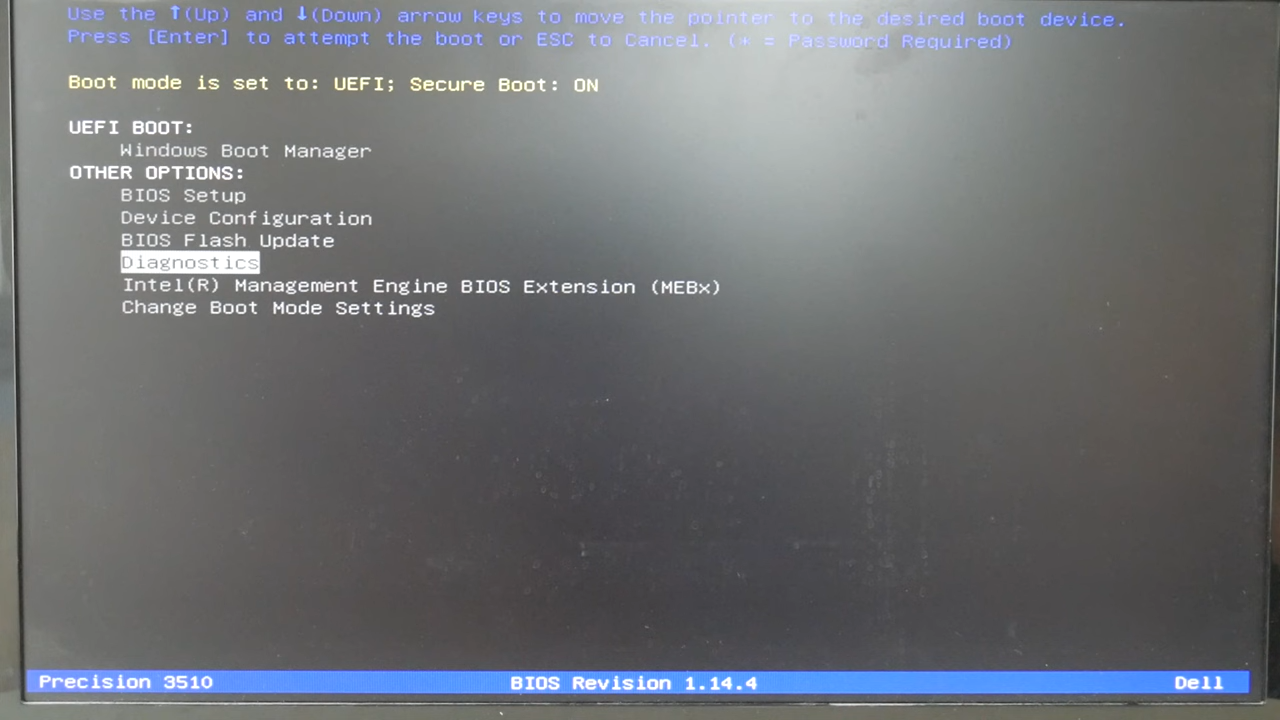 Use the ↑(Up) and ↓(Down) arrow keys to move the pointer to the desired boot device.
Press [Enter] to attempt the boot or ESC to Cancel. (* = Password Required)
Boot mode is set to: UEFI; Secure Boot: ON
UEFI BOOT:
Windows Boot Manager
OTHER OPTIONS:
BIOS Setup
Device Configuration
BIOS Flash Update
Diagnostics
Intel(R) Management Engine BIOS Extension (MEBx)
Change Boot Mode Settings
Precision 3510 BIOS Revision 1.14.4 Dell